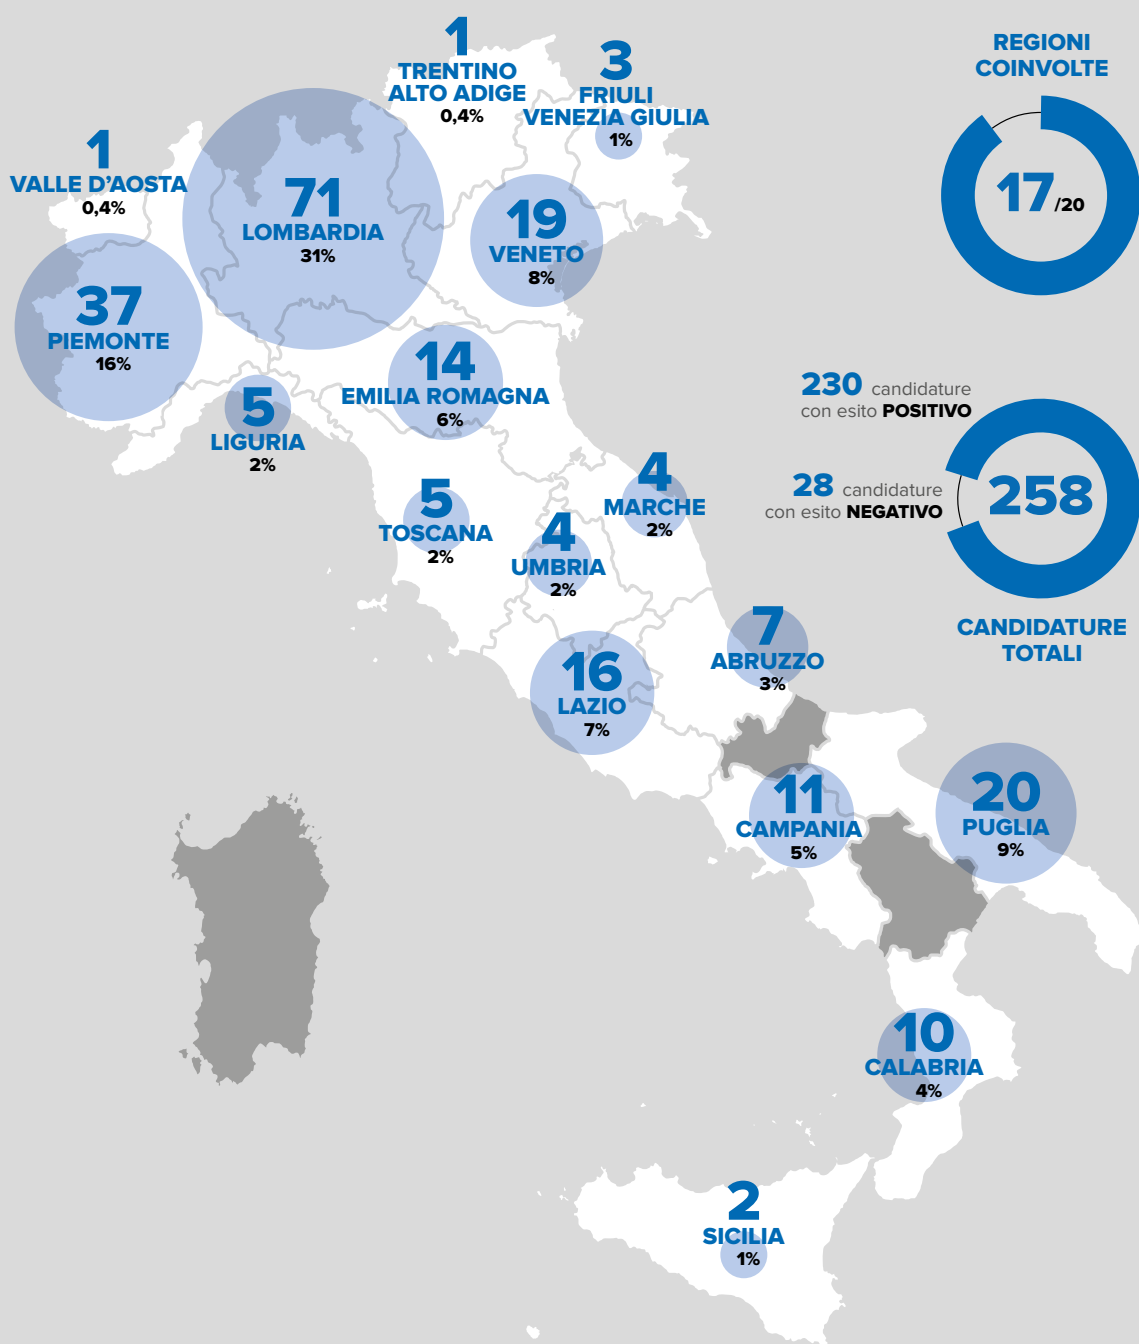 1
TRENTINO
ALTO ADIGE
0,4%
3
FRIULI
VENEZIA GIULIA
1%
REGIONI
COINVOLTE
17/20
1
VALLE D'AOSTA
0,4%
71
LOMBARDIA
31%
19
VENETO
8%
37
PIEMONTE
16%
14
EMILIA ROMAGNA
6%
5
LIGURIA
2%
230 candidature
con esito POSITIVO
28 candidature
con esito NEGATIVO
258
CANDIDATURE
TOTALI
5
TOSCANA
2%
4
MARCHE
2%
4
UMBRIA
2%
7
ABRUZZO
3%
16
LAZIO
7%
11
CAMPANIA
5%
20
PUGLIA
9%
10
CALABRIA
4%
2
SICILIA
1%